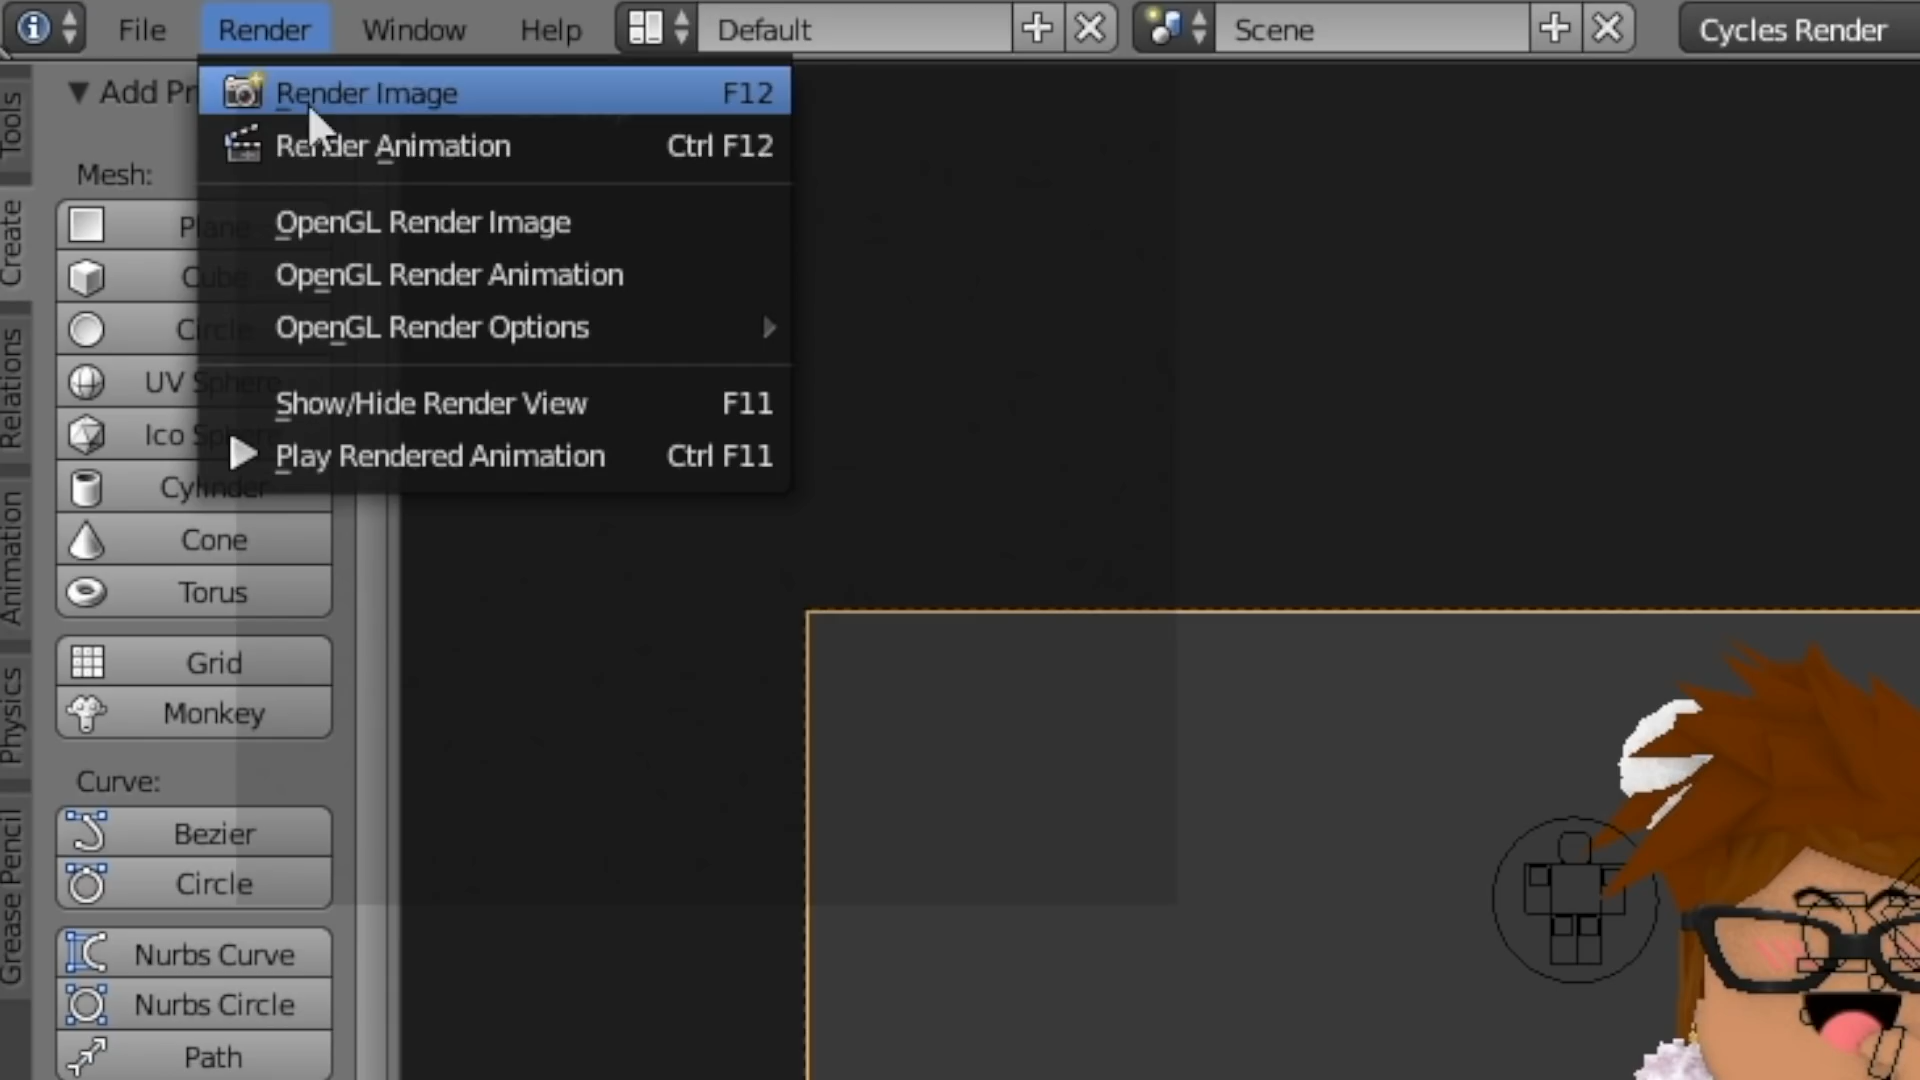 File Render Window Help Default Scene Cycles Render
Add Pr
Render Image F12
Render Animation Ctrl F12
OpenGL Render Image
OpenGL Render Animation
OpenGL Render Options
Show/Hide Render View F11
Play Rendered Animation Ctrl F11
Tools
Create
Relations
Animation
Physics
Grease Pencil
Mesh:
Plane
Cube
Circle
UV Sphere
Ico Sphere
Cylinder
Cone
Torus
Grid
Monkey
Curve:
Bezier
Circle
Nurbs Curve
Nurbs Circle
Path